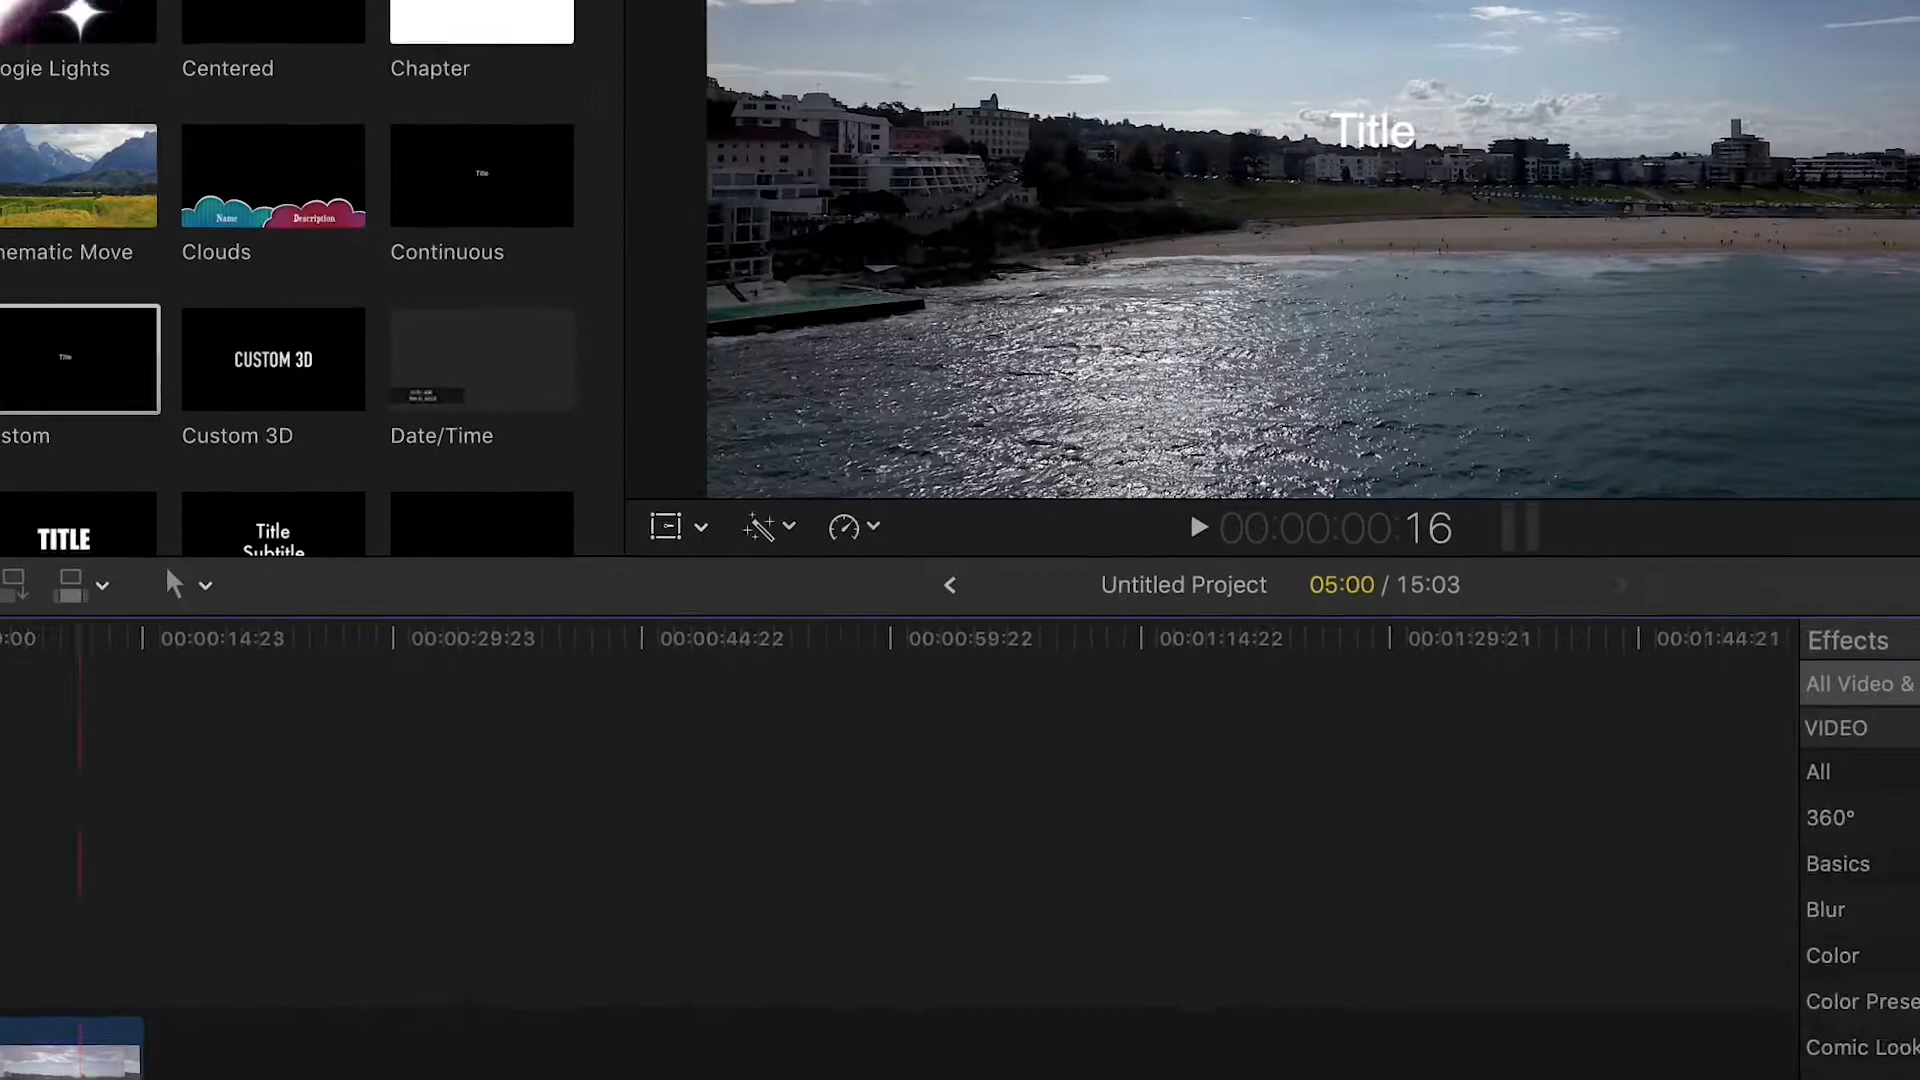 ogie Lights
Centered
Chapter
Title
Name
Description
Title
nematic Move
Clouds
Continuous
Title
CUSTOM 3D
stom
Custom 3D
Date/Time
TITLE
Title
Subtitle
00:00:00:16
Untitled Project
05:00 / 15:03
0:00
00:00:14:23
00:00:29:23
00:00:44:22
00:00:59:22
00:01:14:22
00:01:29:21
00:01:44:21
Effects
All Video &
VIDEO
All
360°
Basics
Blur
Color
Color Prese
Comic Look